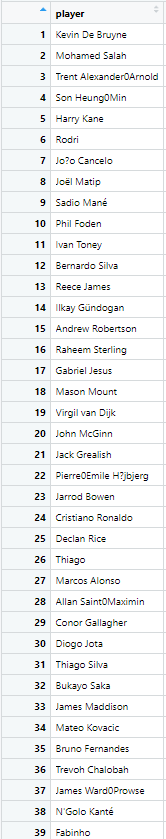 player
1 Kevin De Bruyne
2 Mohamed Salah
3 Trent Alexander0Arnold
4 Son Heung0Min
5 Harry Kane
6 Rodri
7 Jo?o Cancelo
8 Joël Matip
9 Sadio Mané
10 Phil Foden
11 Ivan Toney
12 Bernardo Silva
13 Reece James
14 Ilkay Gündogan
15 Andrew Robertson
16 Raheem Sterling
17 Gabriel Jesus
18 Mason Mount
19 Virgil van Dijk
20 John McGinn
21 Jack Grealish
22 Pierre0Emile H?jbjerg
23 Jarrod Bowen
24 Cristiano Ronaldo
25 Declan Rice
26 Thiago
27 Marcos Alonso
28 Allan Saint0Maximin
29 Conor Gallagher
30 Diogo Jota
31 Thiago Silva
32 Bukayo Saka
33 James Maddison
34 Mateo Kovacic
35 Bruno Fernandes
36 Trevoh Chalobah
37 James Ward0Prowse
38 N'Golo Kanté
39 Fabinho